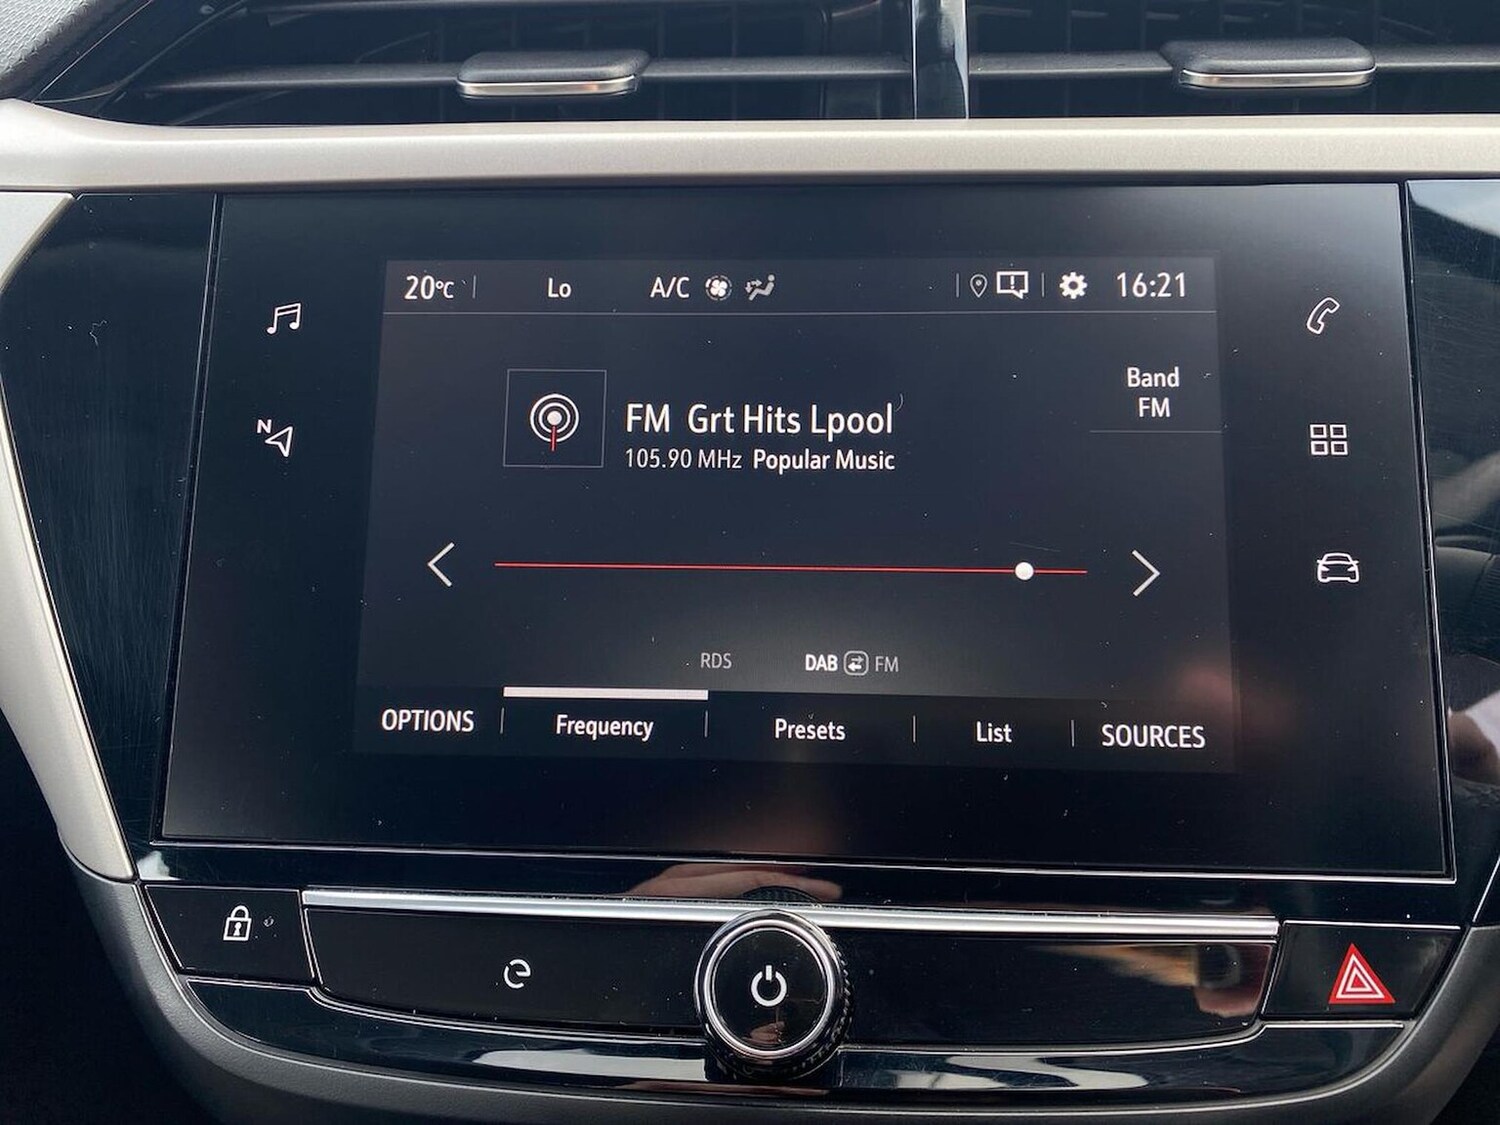 20°C Lo A/C 16:21
Band
FM
FM Grt Hits Lpool
105.90 MHz Popular Music
N
RDS DAB FM
OPTIONS Frequency Presets List SOURCES